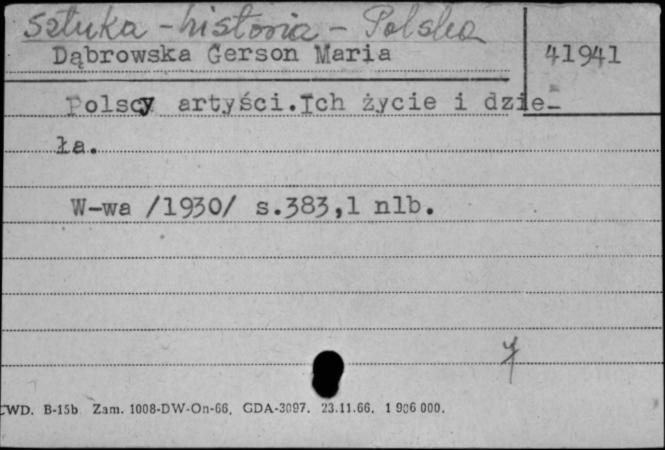 sztuka - historia - Polska
Dąbrowska Gerson Maria
41941
Polscy artyści.Ich życie i dzie-
ła.
W-wa /1930/ s.383,1 nlb.
CWD. B-15b Zam. 1008-DW-On-66. GDA-3097. 23.11.66. 1 906 000.